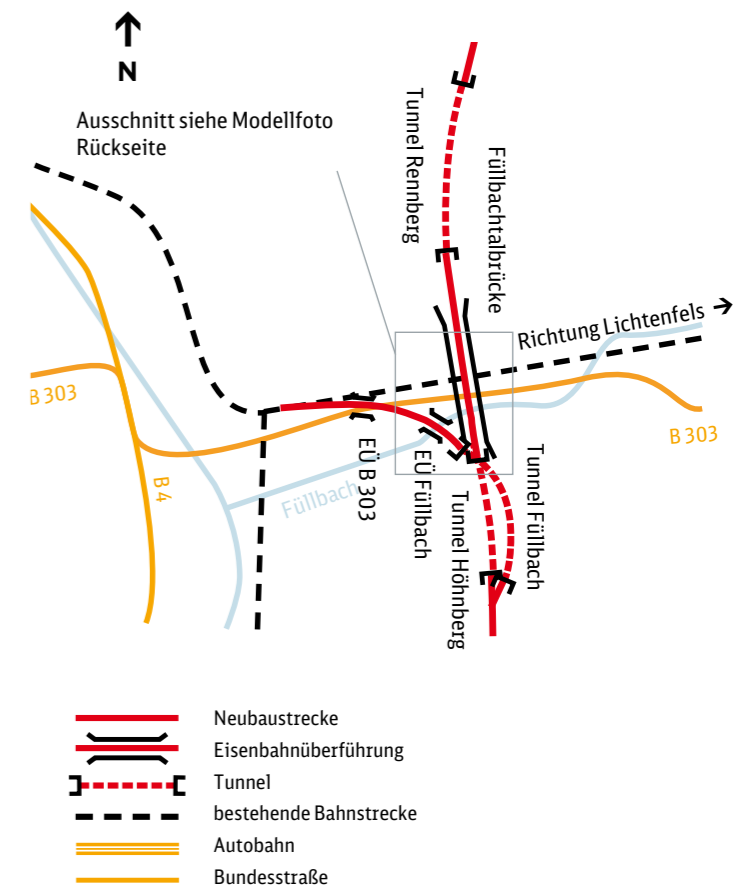 N
Ausschnitt siehe Modellfoto
Rückseite
Tunnel Rennberg
Füllbachtalbrücke
Richtung Lichtenfels
B 303
B 303
B 4
Füllbach
EÜ B 303
EÜ Füllbach
Tunnel Höhnberg
Tunnel Füllbach
Neubaustrecke
Eisenbahnüberführung
Tunnel
bestehende Bahnstrecke
Autobahn
Bundesstraße